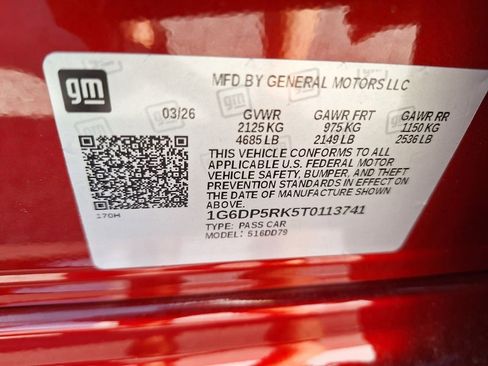 gm
MFD BY GENERAL MOTORS LLC
03/26 GVWR GAWR FRT GAWR RR
2125 KG 975 KG 1150 KG
4685 LB 2149 LB 2536 LB
THIS VEHICLE CONFORMS TO ALL
APPLICABLE U.S. FEDERAL MOTOR
VEHICLE SAFETY, BUMPER, AND THEFT
PREVENTION STANDARDS IN EFFECT ON
THE DATE OF MANUFACTURE SHOWN
ABOVE.
170H
1G6DP5RK5T0113741
TYPE: PASS CAR
MODEL: 516DD79